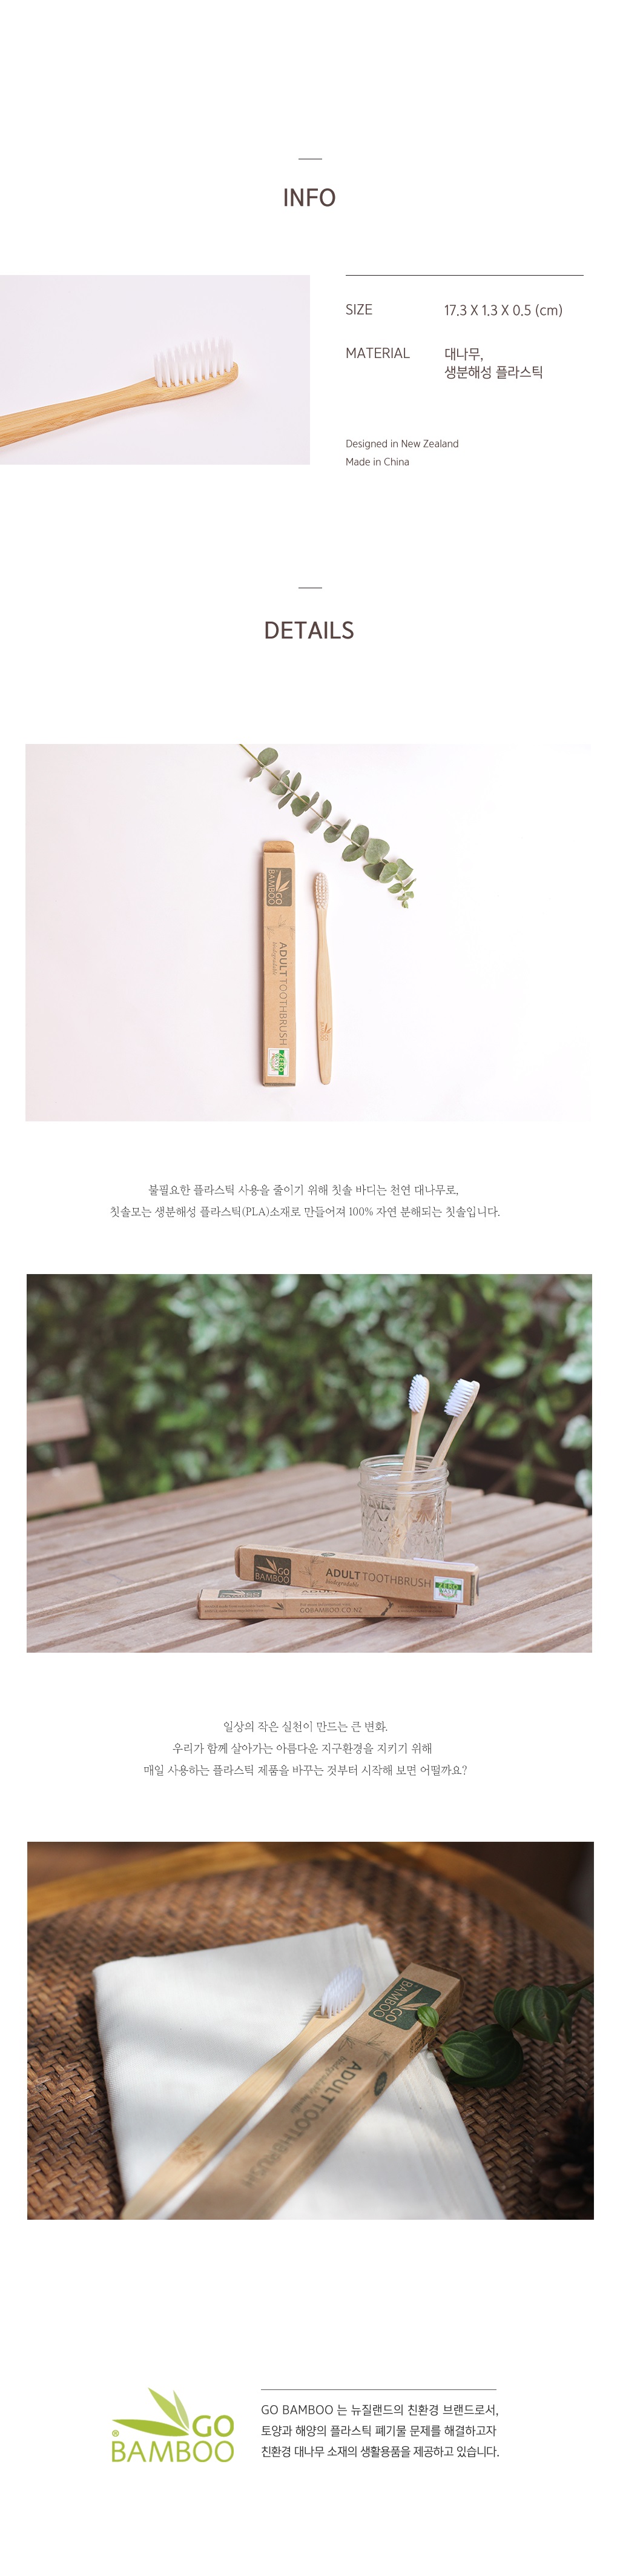 INFO
SIZE 17.3 X 1.3 X 0.5 (cm)
MATERIAL 대나무,
생분해성 플라스틱
Designed in New Zealand
Made in China
DETAILS
GO
BAMBOO
ADULT TOOTHBRUSH
biodegradable
ZERO
불필요한 플라스틱 사용을 줄이기 위해 칫솔 바디는 천연 대나무로,
칫솔모는 생분해성 플라스틱(PLA)소재로 만들어져 100% 자연 분해되는 칫솔입니다.
GO
BAMBOO
ADULT TOOTHBRUSH
biodegradable
ZERO
GOBAMBOO.CO.NZ
일상의 작은 실천이 만드는 큰 변화.
우리가 함께 살아가는 아름다운 지구환경을 지키기 위해
매일 사용하는 플라스틱 제품을 바꾸는 것부터 시작해 보면 어떨까요?
GO
BAMBOO
ADULT TOOTHBRUSH
GO
® BAMBOO
GO BAMBOO 는 뉴질랜드의 친환경 브랜드로서,
토양과 해양의 플라스틱 폐기물 문제를 해결하고자
친환경 대나무 소재의 생활용품을 제공하고 있습니다.